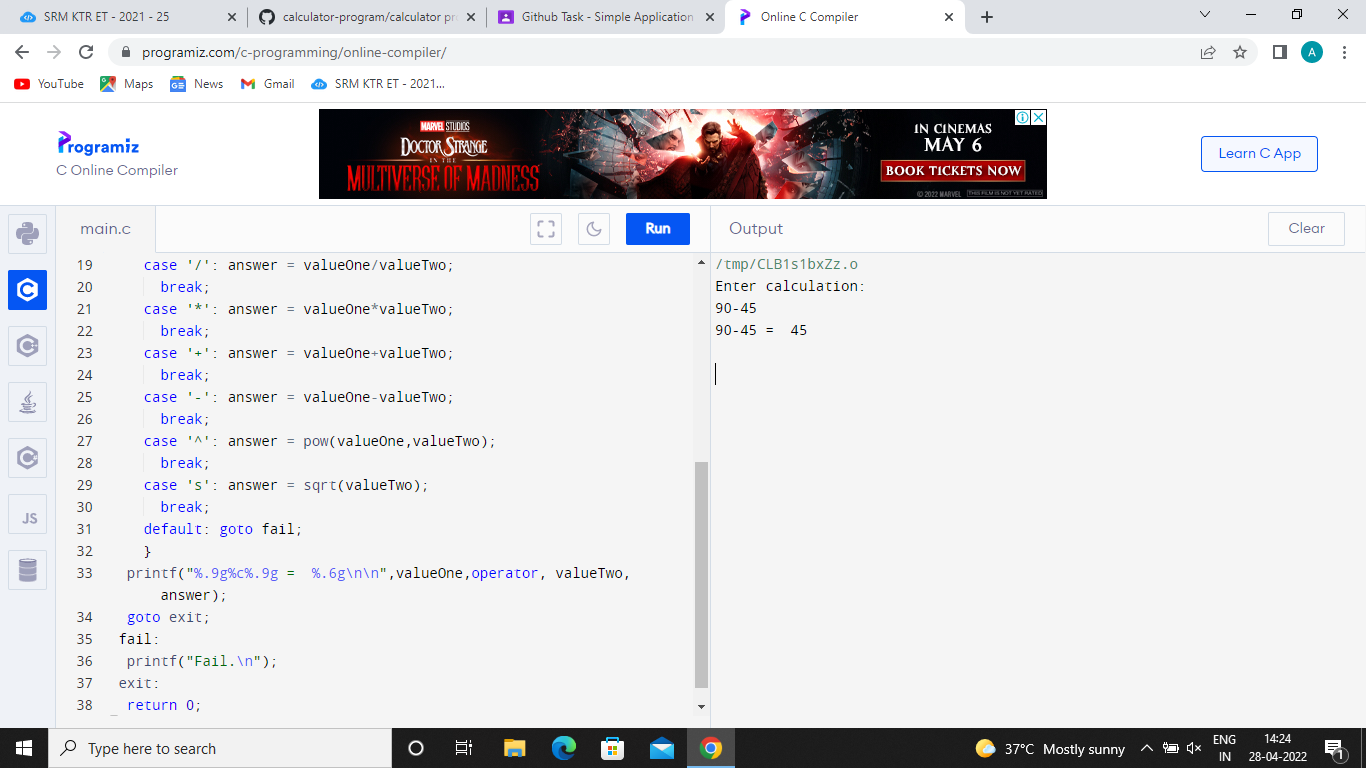 SRM KTR ET - 2021 - 25
calculator-program/calculator pr
Github Task - Simple Application
Online C Compiler
programiz.com/c-programming/online-compiler/
A
YouTube
Maps
News
Gmail
SRM KTR ET - 2021...
Programiz
C Online Compiler
MARVEL STUDIOS
DOCTOR STRANGE
IN THE
MULTIVERSE OF MADNESS
IN CINEMAS
MAY 6
BOOK TICKETS NOW
© 2022 MARVEL THIS FILM IS NOT YET RATED
Learn C App
main.c
Run
Output
Clear
19 case '/': answer = valueOne/valueTwo;
20 break;
21 case '*': answer = valueOne*valueTwo;
22 break;
23 case '+': answer = valueOne+valueTwo;
24 break;
25 case '-': answer = valueOne-valueTwo;
26 break;
27 case '^': answer = pow(valueOne,valueTwo);
28 break;
29 case 's': answer = sqrt(valueTwo);
30 break;
31 default: goto fail;
32 }
33 printf("%.9g%c%.9g =  %.6g\n\n",valueOne,operator, valueTwo,
answer);
34 goto exit;
35 fail:
36 printf("Fail.\n");
37 exit:
38 return 0;
/tmp/CLB1s1bxZz.o
Enter calculation:
90-45
90-45 =  45
JS
Type here to search
37°C Mostly sunny
ENG
IN
14:24
28-04-2022
1